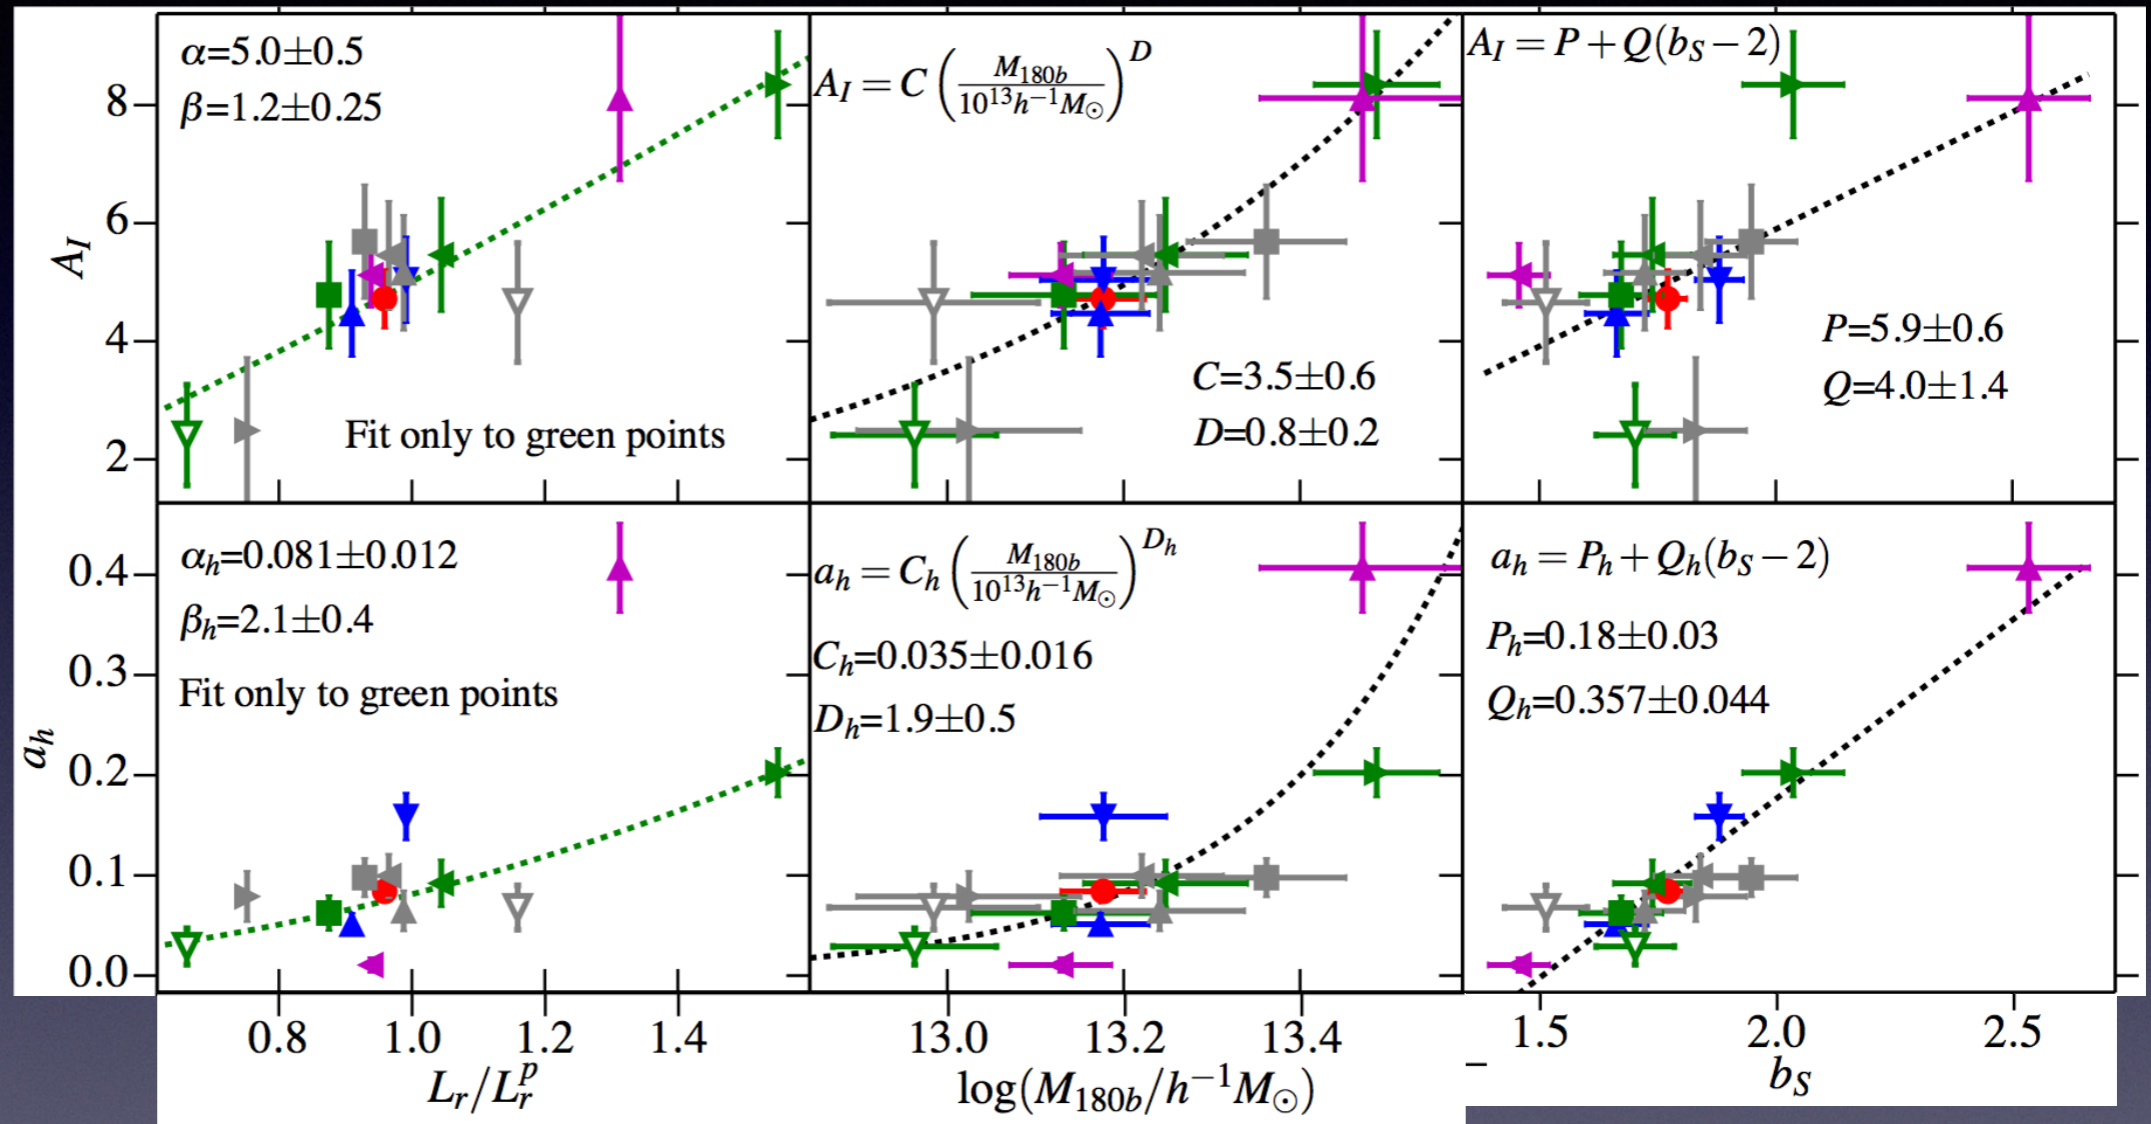 α=5.0±0.5
β=1.2±0.25
Fit only to green points
A_I
8
6
4
2
A_I = C (M_{180b} / 10^{13}h^{-1}M_⊙)^D
C=3.5±0.6
D=0.8±0.2
A_I = P + Q(b_S − 2)
P=5.9±0.6
Q=4.0±1.4
α_h=0.081±0.012
β_h=2.1±0.4
Fit only to green points
a_h
0.4
0.3
0.2
0.1
0.0
a_h = C_h (M_{180b} / 10^{13}h^{-1}M_⊙)^{D_h}
C_h=0.035±0.016
D_h=1.9±0.5
a_h = P_h + Q_h(b_S − 2)
P_h=0.18±0.03
Q_h=0.357±0.044
0.8 1.0 1.2 1.4
L_r/L_r^p
13.0 13.2 13.4
log(M_{180b}/h^{-1}M_⊙)
1.5 2.0 2.5
b_S